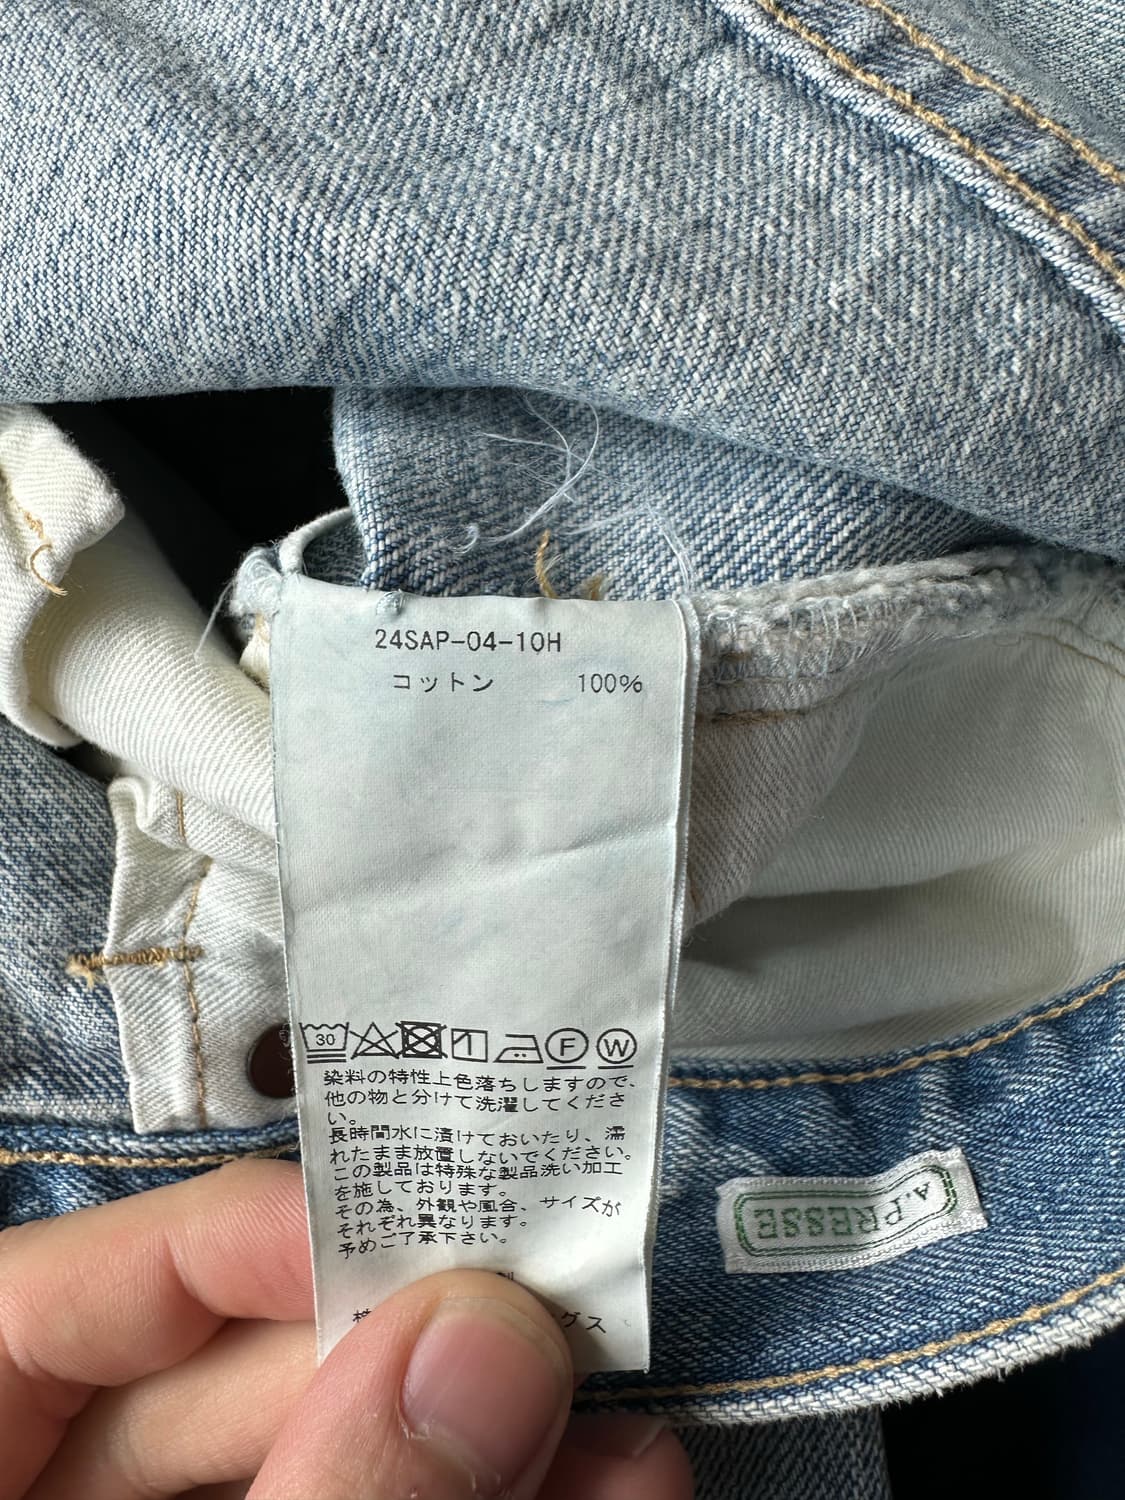 24SAP-04-10H
コットン 100%
30
F W
染料の特性上色落ちしますので、
他の物と分けて洗濯してくださ
い。
長時間水に漬けておいたり、濡
れたまま放置しないでください。
この製品は特殊な製品洗い加工
を施しております。
その為、外観や風合、サイズが
それぞれ異なります。
予めご了承下さい。
グス
A.PRESSE